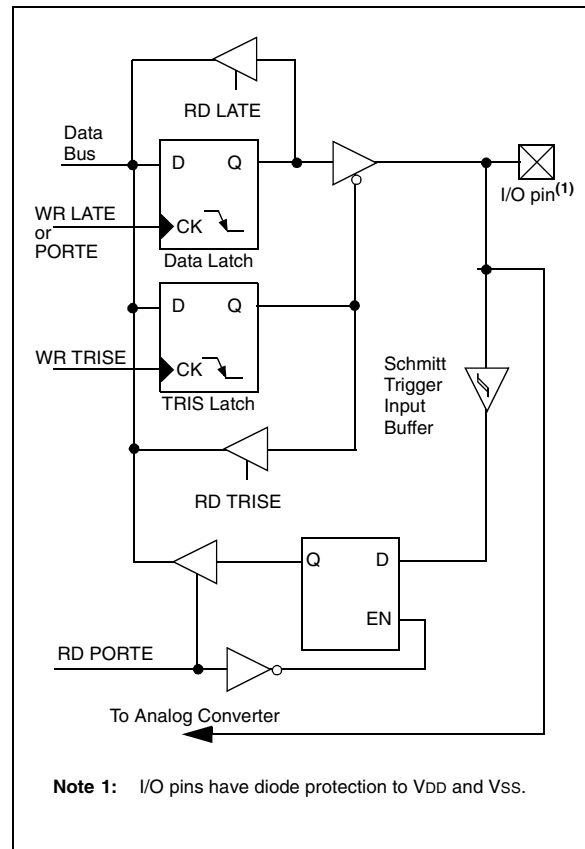 RD LATE
Data
Bus
D Q
I/O pin(1)
WR LATE
or
PORTE
CK
Data Latch
D Q
WR TRISE
CK
TRIS Latch
Schmitt
Trigger
Input
Buffer
RD TRISE
Q D
EN
RD PORTE
To Analog Converter
Note 1: I/O pins have diode protection to VDD and VSS.